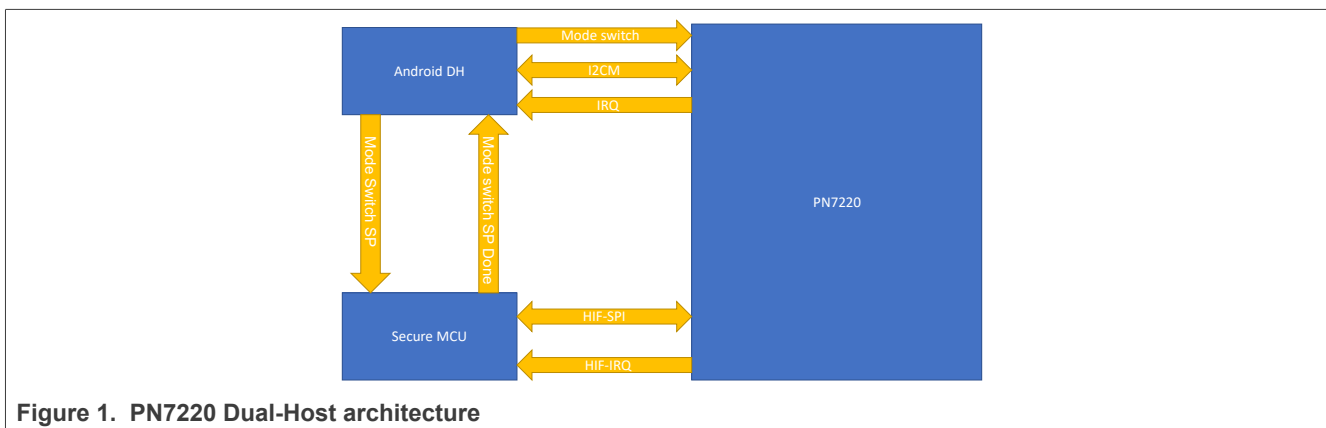 Mode switch
Android DH
I2CM
IRQ
Mode Switch SP
Mode switch SP Done
PN7220
HIF-SPI
Secure MCU
HIF-IRQ
Figure 1. PN7220 Dual-Host architecture